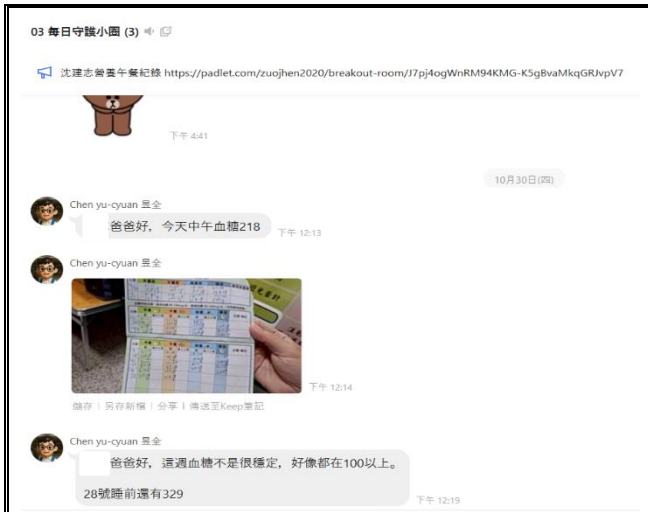 03 每日守護小圈 (3)
沈建志營養午餐紀錄 https://padlet.com/zuojhen2020/breakout-room/J7pj4ogWnRM94KMG-K5gBvaMkqGRJvpV7
下午 4:41
10月30日(四)
Chen yu-cyuan 昱全
爸爸好，今天中午血糖218
下午 12:13
Chen yu-cyuan 昱全
下午 12:14
儲存 | 另存新檔 | 分享 | 傳送至Keep筆記
Chen yu-cyuan 昱全
爸爸好，這週血糖不是很穩定，好像都在100以上。
28號睡前還有329
下午 12:19